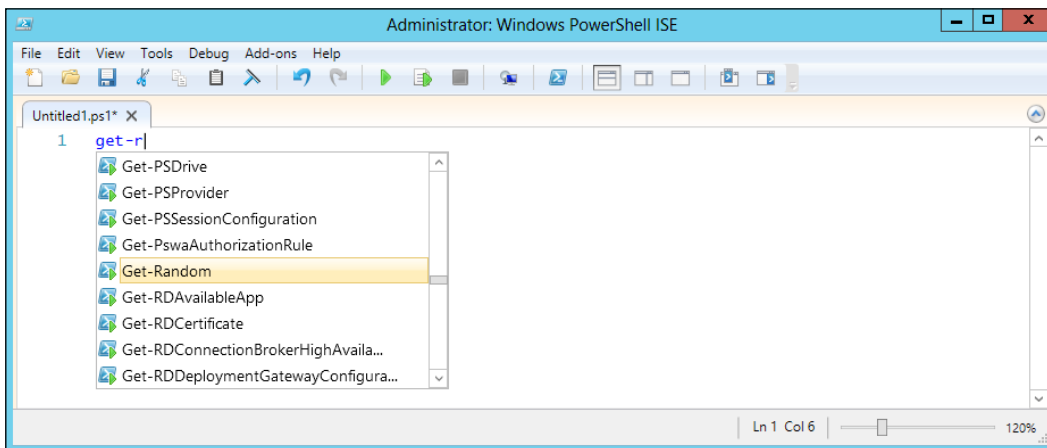 Administrator: Windows PowerShell ISE
File Edit View Tools Debug Add-ons Help
Untitled1.ps1* X
1 get-r
Get-PSDrive
Get-PSProvider
Get-PSSessionConfiguration
Get-PswaAuthorizationRule
Get-Random
Get-RDAvailableApp
Get-RDCertificate
Get-RDConnectionBrokerHighAvaila...
Get-RDDeploymentGatewayConfigura...
Ln 1 Col 6 120%